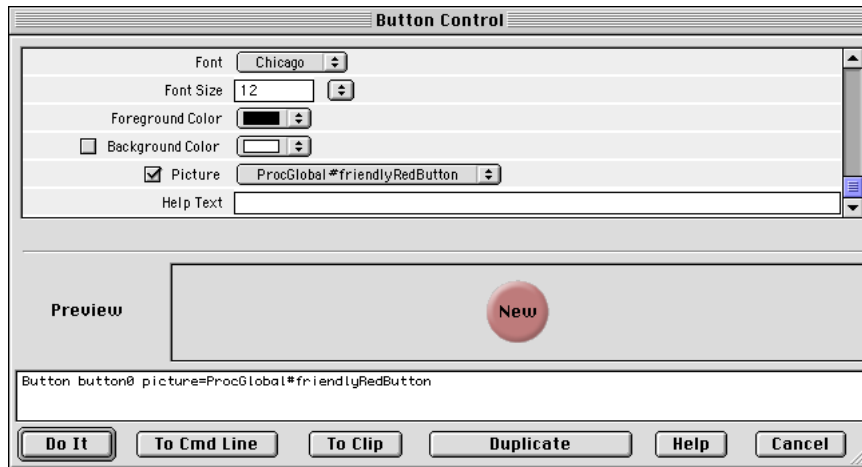 Button Control
Font Chicago
Font Size 12
Foreground Color
Background Color
Picture ProcGlobal#friendlyRedButton
Help Text
Preview New
Button button0 picture=ProcGlobal#friendlyRedButton
Do It To Cmd Line To Clip Duplicate Help Cancel